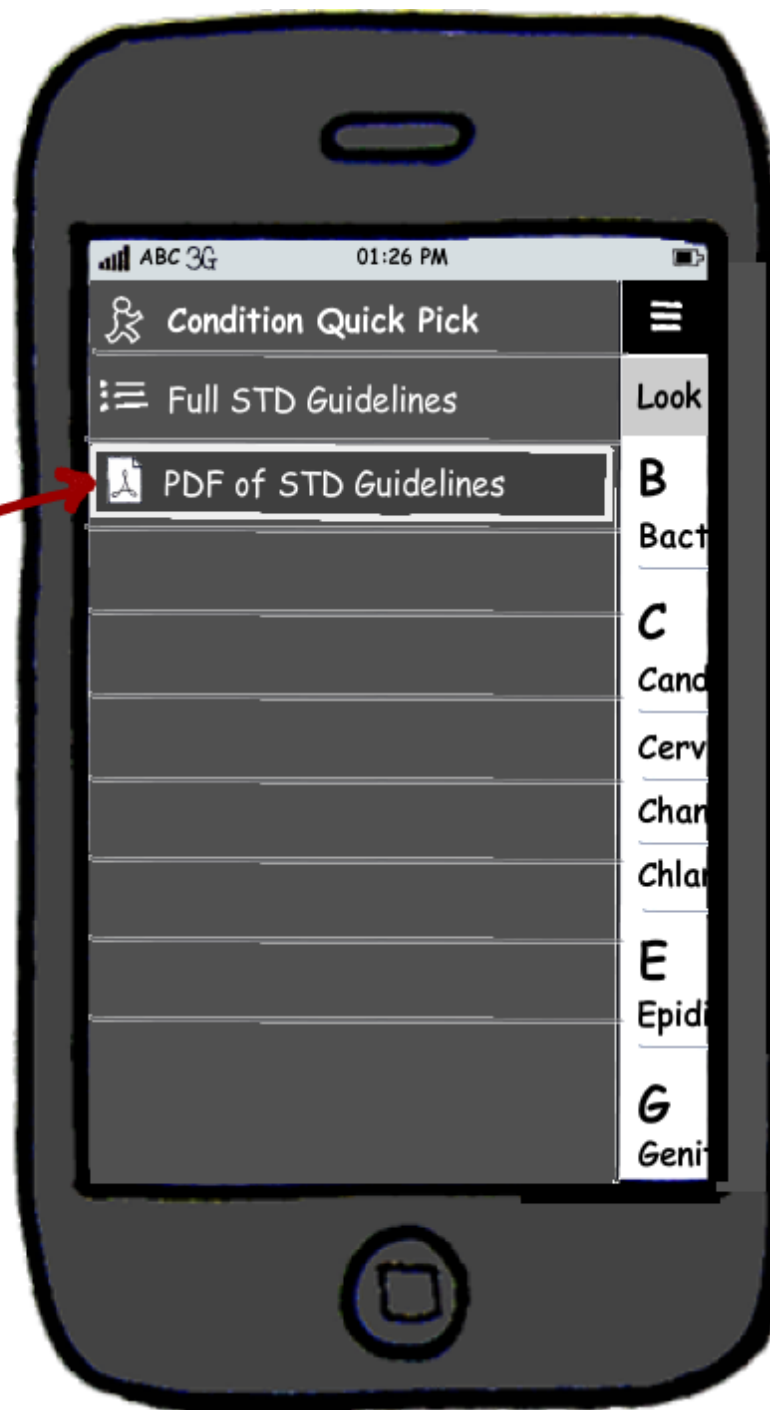 ABC 3G 01:26 PM
Condition Quick Pick
Full STD Guidelines
PDF of STD Guidelines
Look
B
Bact
C
Cand
Cerv
Chan
Chlar
E
Epidi
G
Geni